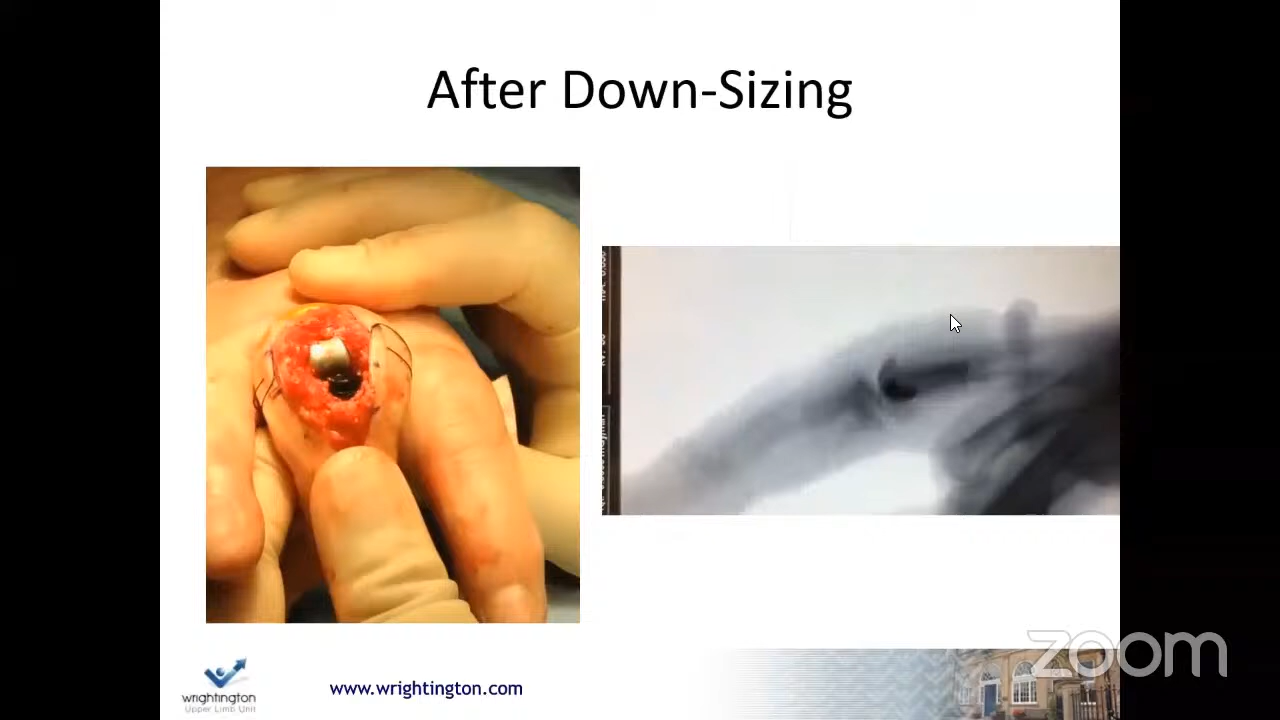 After Down-Sizing
wrightington
Upper Limb Unit
www.wrightington.com
zoom